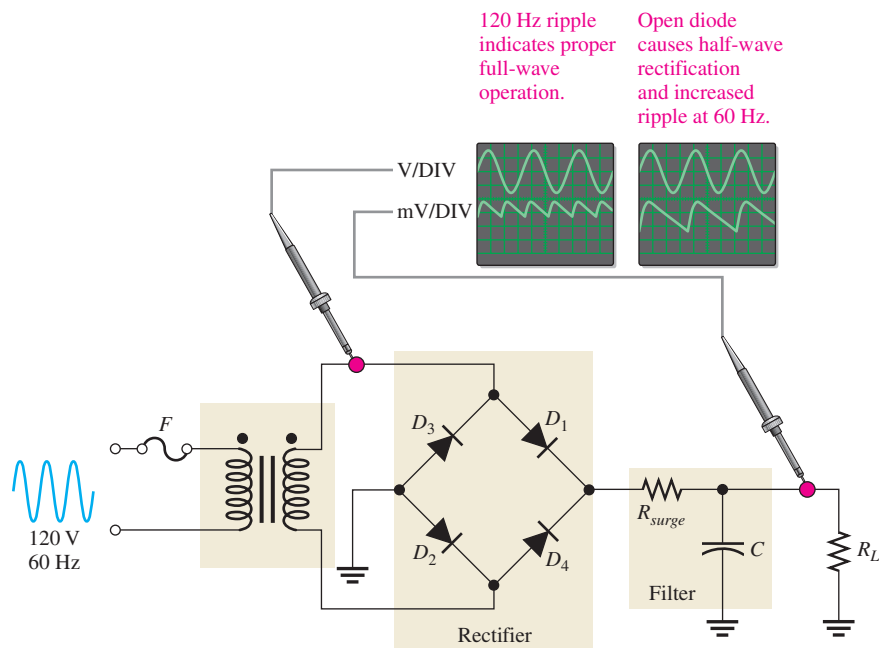 120 Hz ripple
indicates proper
full-wave
operation.
Open diode
causes half-wave
rectification
and increased
ripple at 60 Hz.
V/DIV
mV/DIV
F
D3
D1
120 V
60 Hz
D2
D4
Rsurge
C
RL
Filter
Rectifier